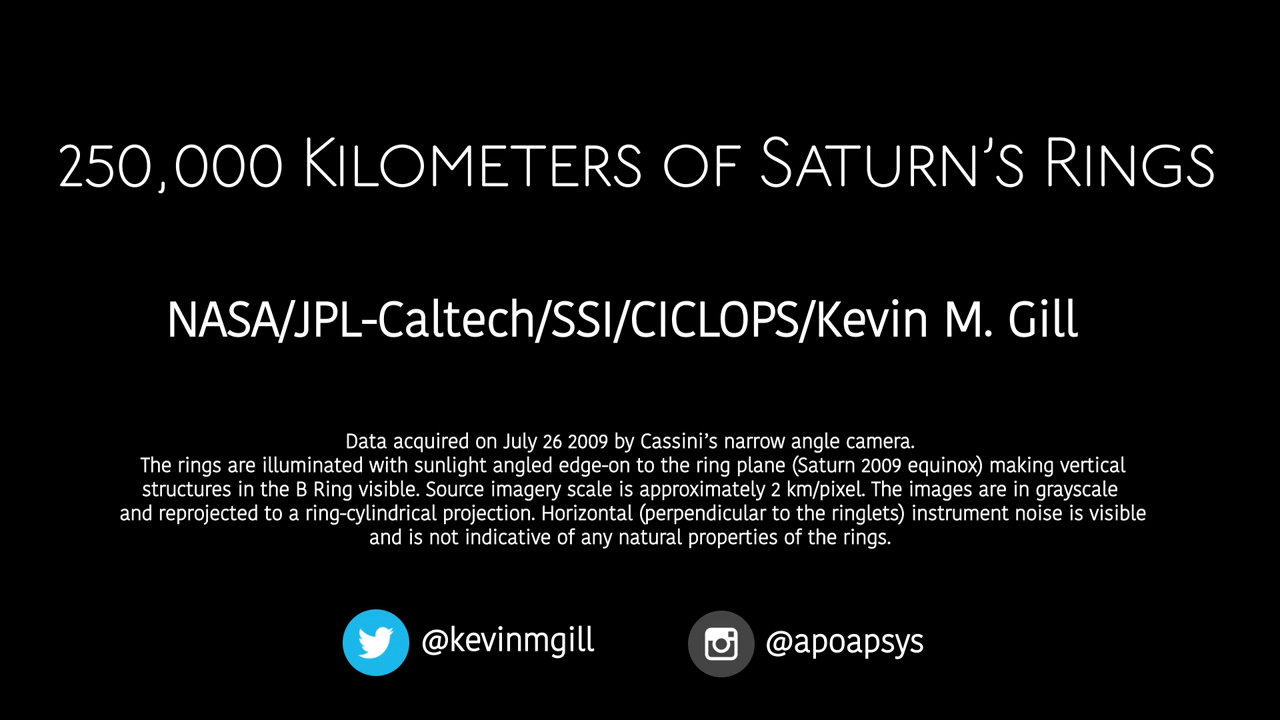 250,000 Kilometers of Saturn’s Rings
NASA/JPL-Caltech/SSI/CICLOPS/Kevin M. Gill
Data acquired on July 26 2009 by Cassini’s narrow angle camera.
The rings are illuminated with sunlight angled edge-on to the ring plane (Saturn 2009 equinox) making vertical
structures in the B Ring visible. Source imagery scale is approximately 2 km/pixel. The images are in grayscale
and reprojected to a ring-cylindrical projection. Horizontal (perpendicular to the ringlets) instrument noise is visible
and is not indicative of any natural properties of the rings.
@kevinmgill
@apoapsys